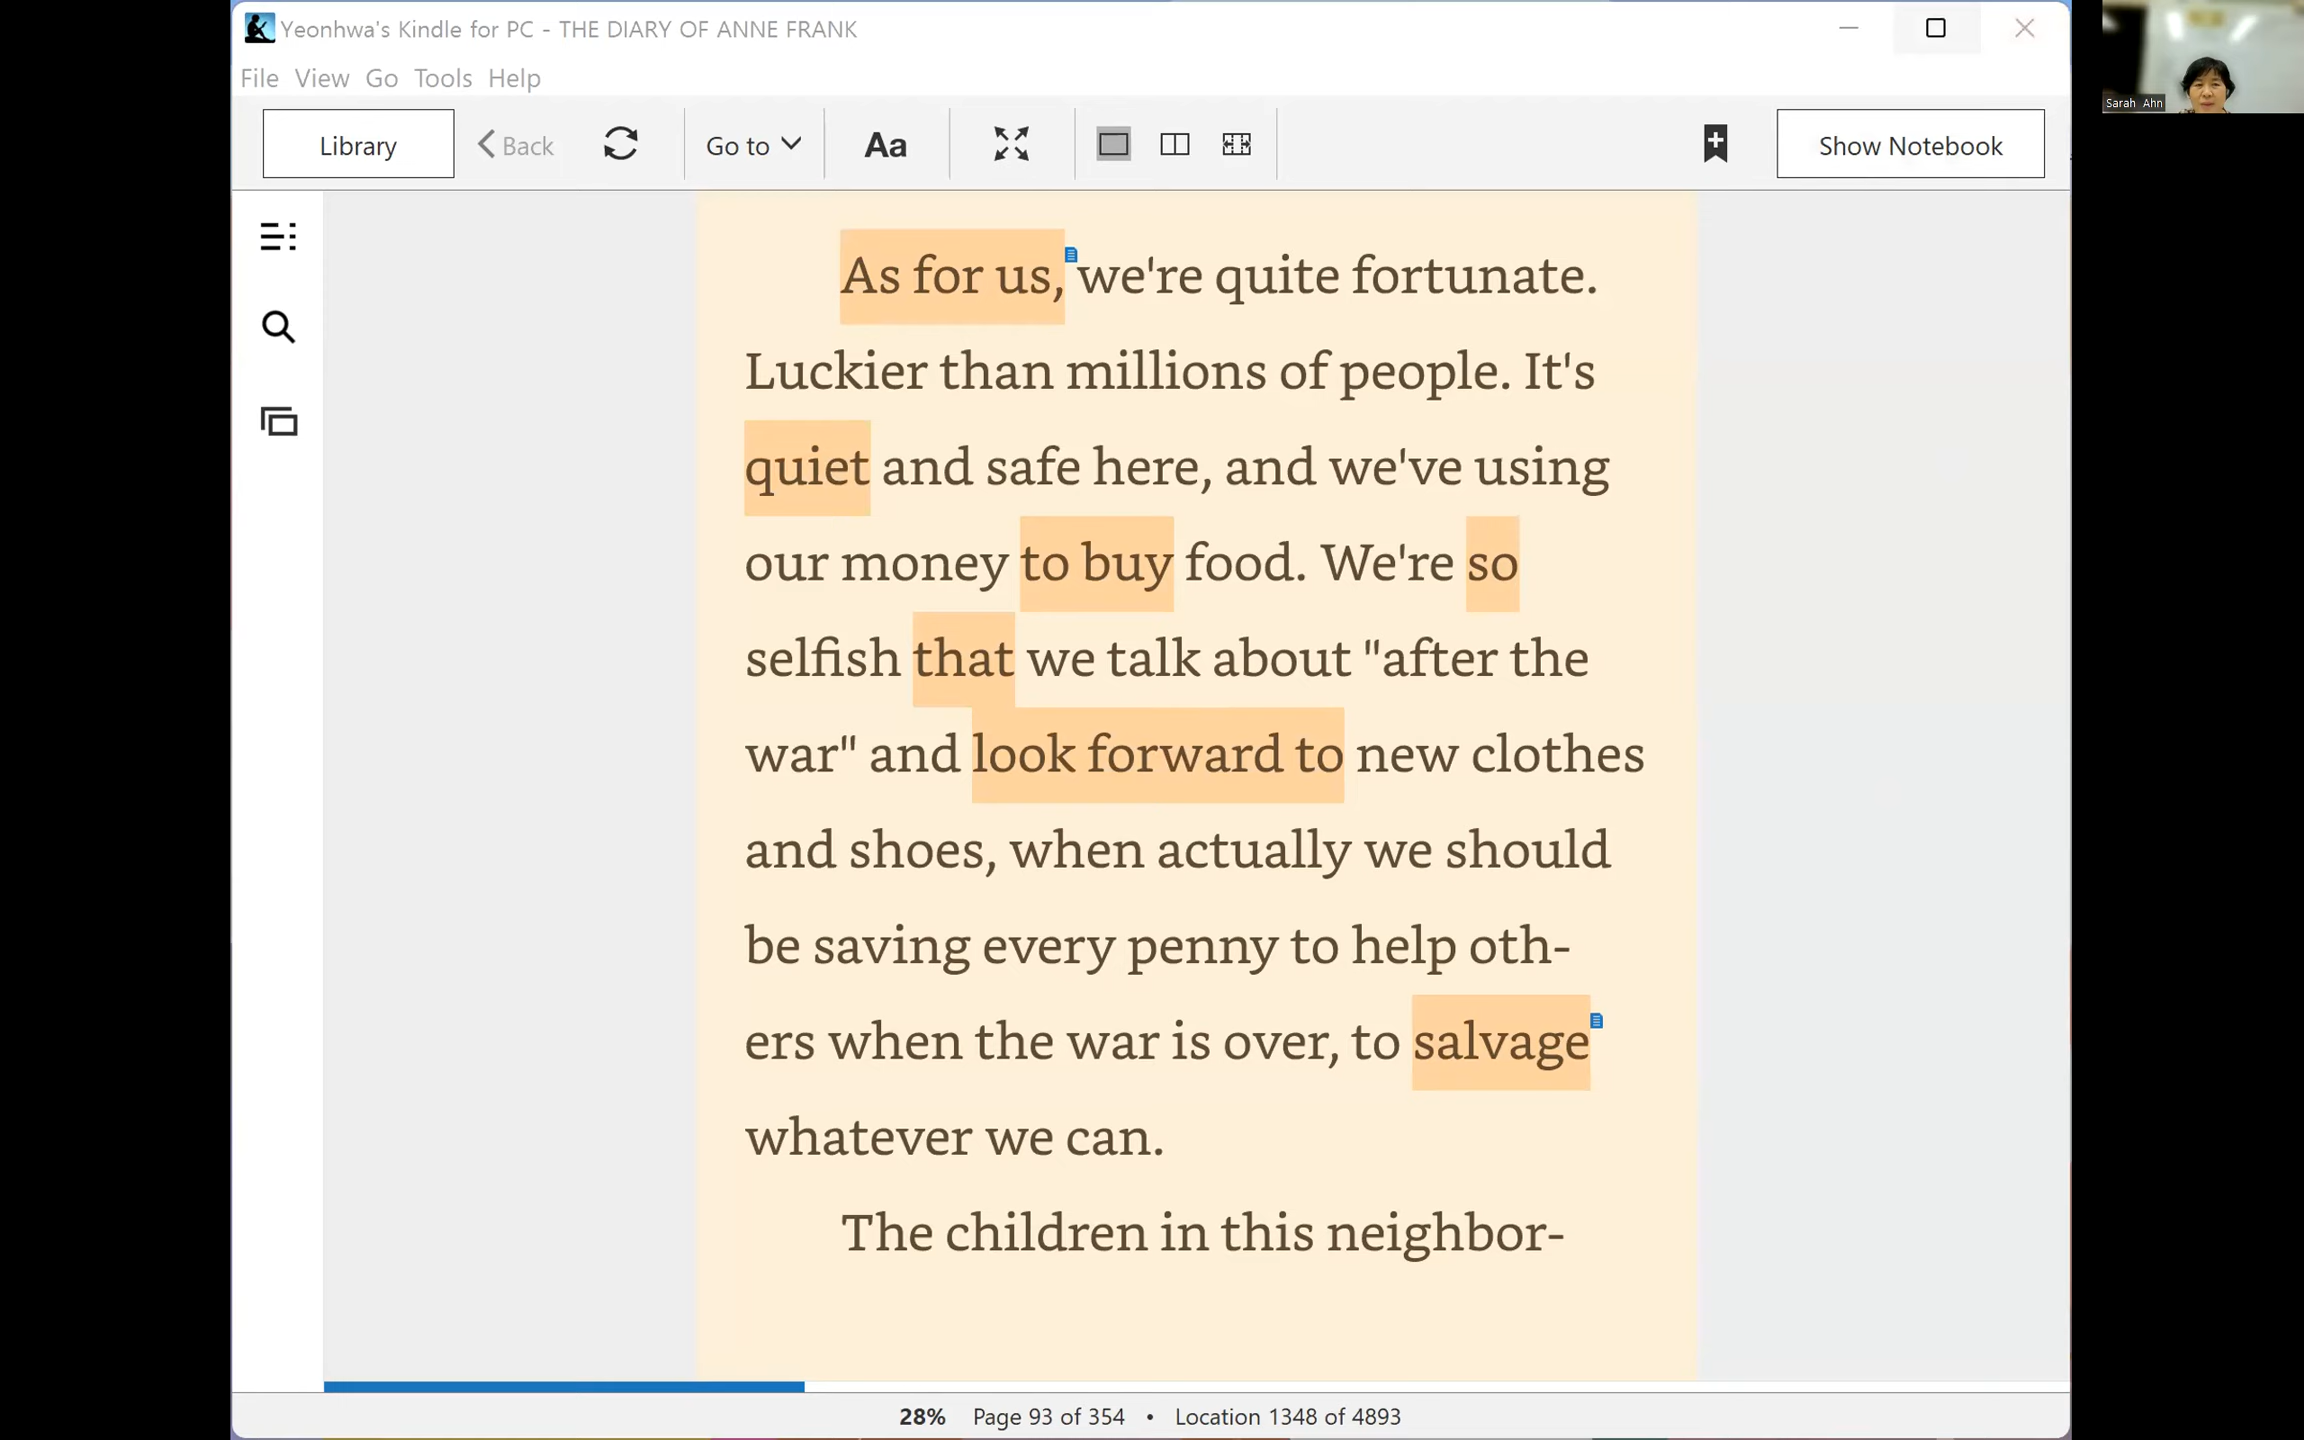 Yeonhwa's Kindle for PC - THE DIARY OF ANNE FRANK
File View Go Tools Help
Library Back Go to Aa Show Notebook
Sarah Ahn
As for us, we're quite fortunate.
Luckier than millions of people. It's
quiet and safe here, and we've using
our money to buy food. We're so
selfish that we talk about "after the
war" and look forward to new clothes
and shoes, when actually we should
be saving every penny to help oth-
ers when the war is over, to salvage
whatever we can.
The children in this neighbor-
28% Page 93 of 354 • Location 1348 of 4893